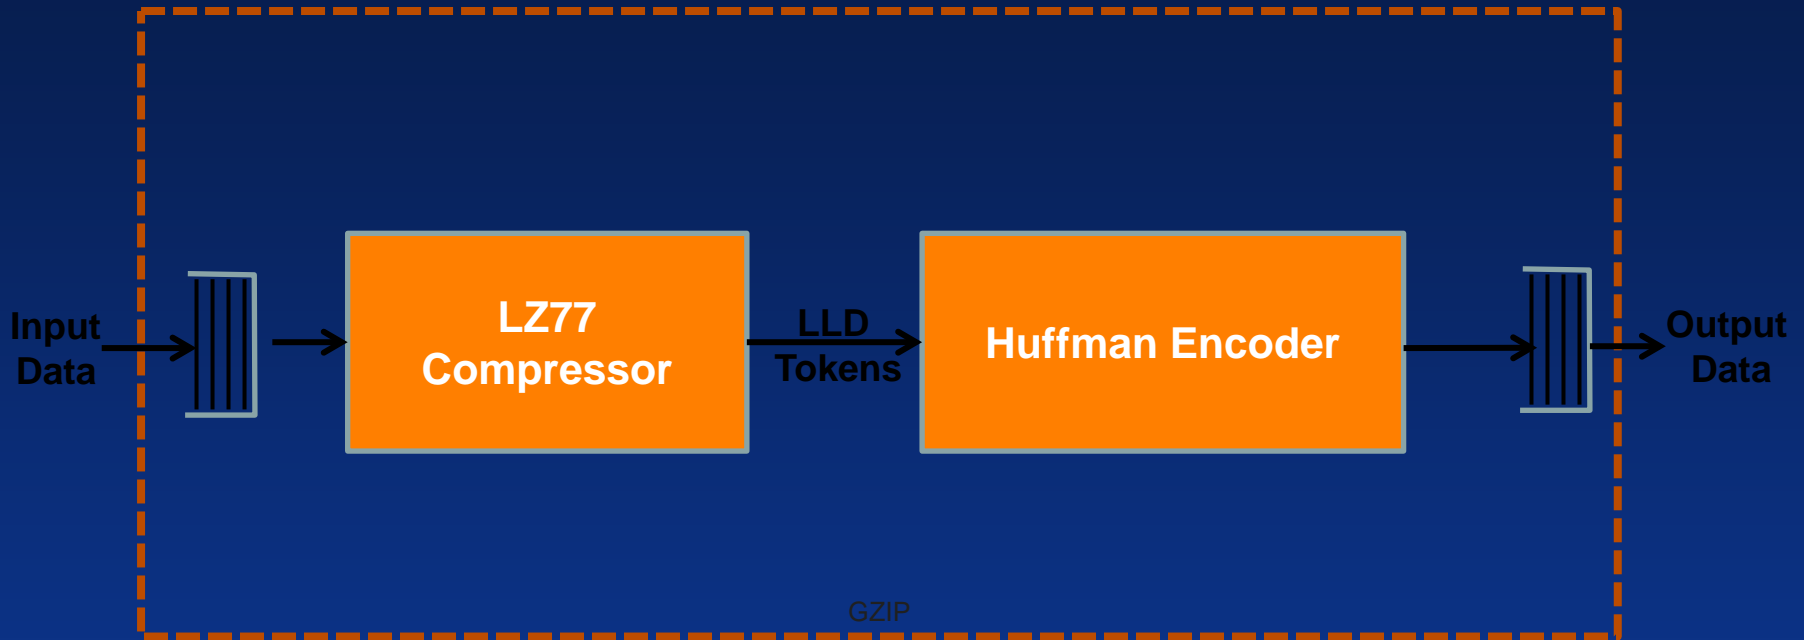 Input
Data
LZ77
Compressor
LLD
Tokens
Huffman Encoder
Output
Data
GZIP